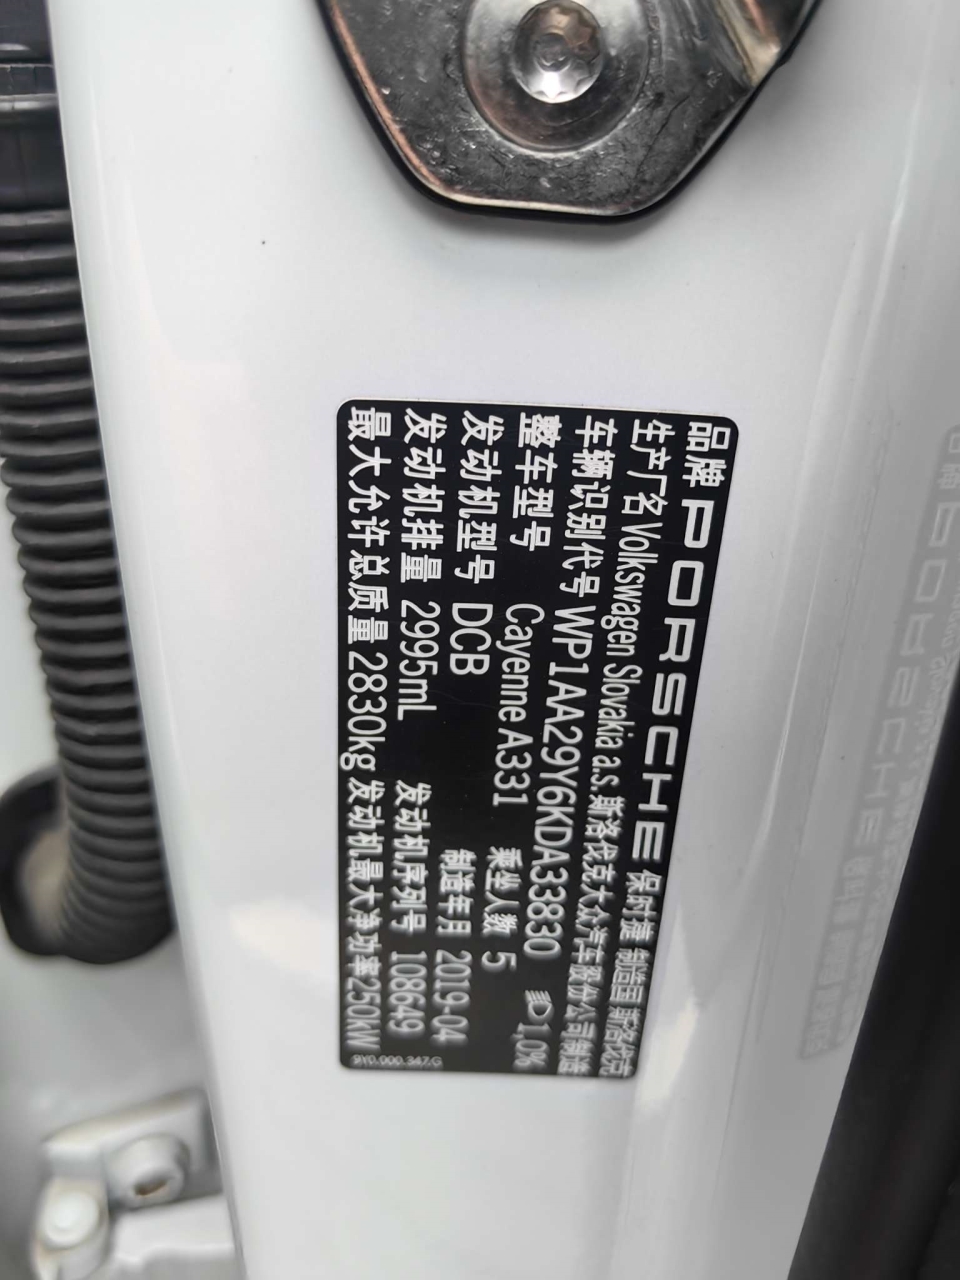 品牌 PORSCHE 保时捷 制造国 斯洛伐克
生产厂名 Volkswagen Slovakia a.s. 斯洛伐克大众汽车股份公司制造
车辆识别代号 WP1AA29Y6KDA33830
整车型号 Cayenne A331 乘坐人数 5 1.0%
发动机型号 DCB 制造年月 2019-04
发动机排量 2995mL 发动机序列号 108649
最大允许总质量 2830kg 发动机最大净功率 250kW
9Y0.000.347.G